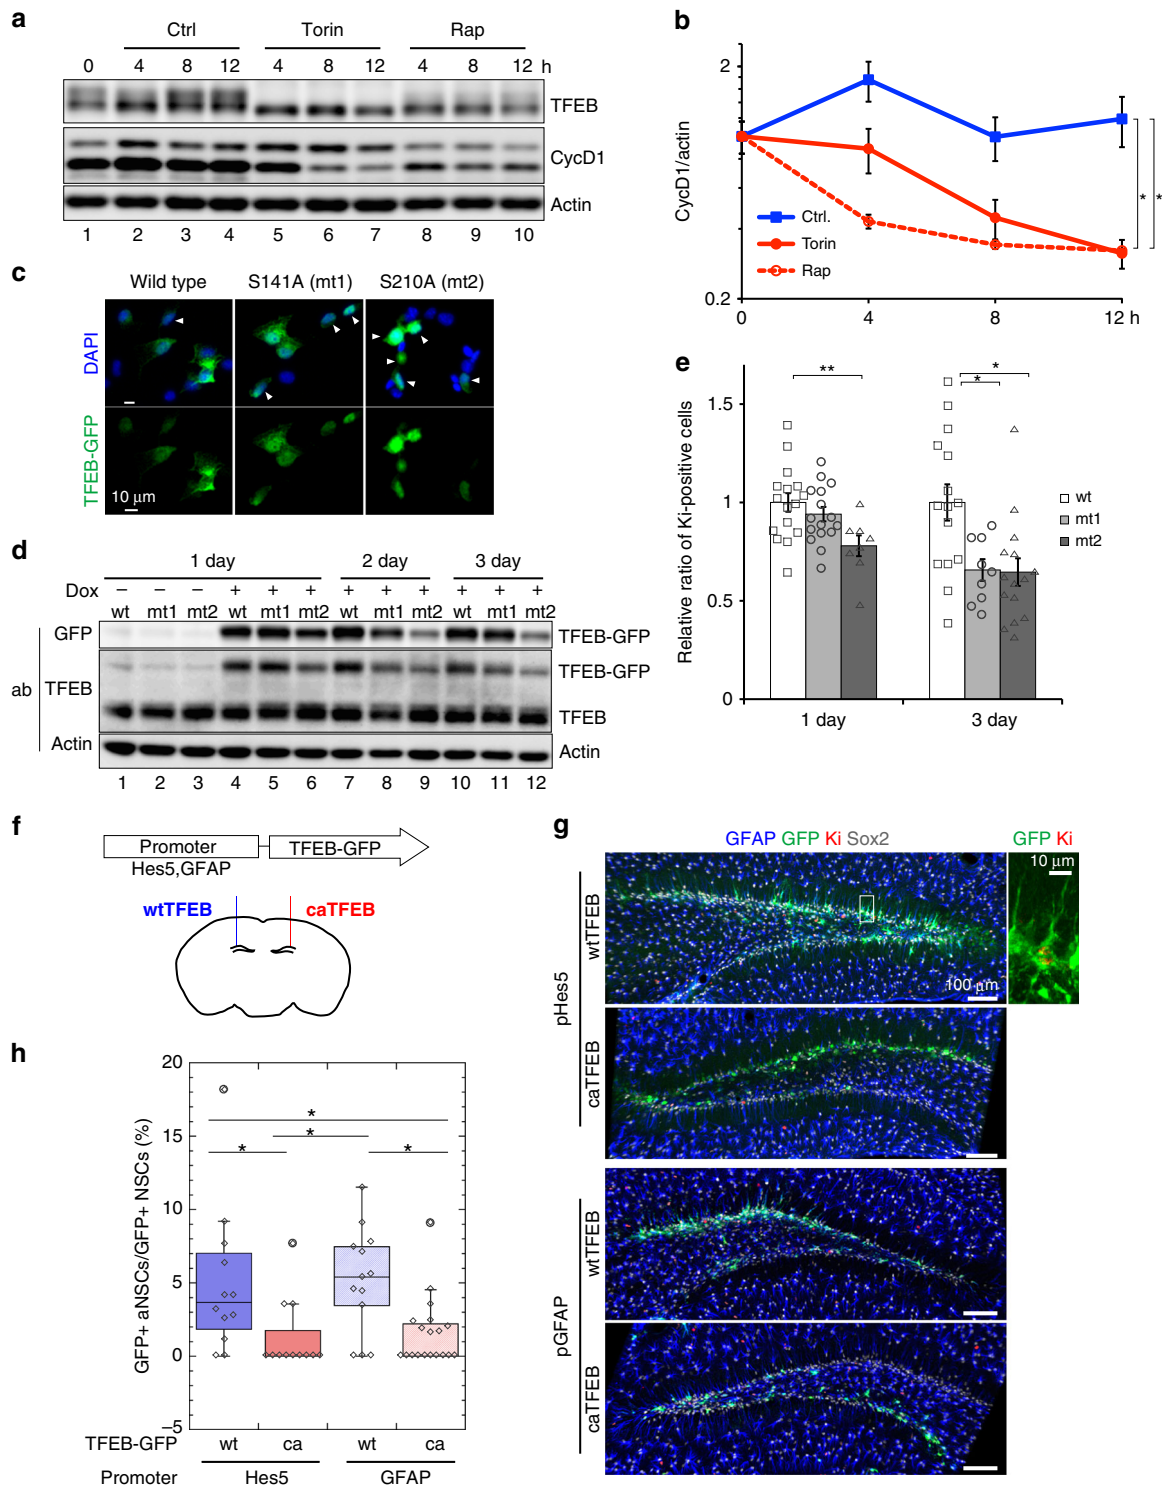 a
Ctrl Torin Rap
0 4 8 12 4 8 12 4 8 12 h
TFEB
CycD1
Actin
1 2 3 4 5 6 7 8 9 10
b
2
CycD1/actin
Ctrl.
Torin
Rap
0.2
0 4 8 12 h
* *
c
Wild type S141A (mt1) S210A (mt2)
DAPI
TFEB-GFP
10 μm
d
1 day 2 day 3 day
Dox – – – + + + + + + + + +
wt mt1 mt2 wt mt1 mt2 wt mt1 mt2 wt mt1 mt2
ab
GFP TFEB-GFP
TFEB TFEB-GFP
TFEB
Actin Actin
1 2 3 4 5 6 7 8 9 10 11 12
e
Relative ratio of Ki-positive cells
1.5
1
0.5
0
** * *
wt
mt1
mt2
1 day 3 day
f
Promoter TFEB-GFP
Hes5,GFAP
wtTFEB caTFEB
g
GFAP GFP Ki Sox2 GFP Ki
10 μm
100 μm
pHes5
wtTFEB
caTFEB
pGFAP
wtTFEB
caTFEB
h
GFP+ aNSCs/GFP+ NSCs (%)
20
15
10
5
0
–5
*
*
* *
TFEB-GFP wt ca wt ca
Promoter Hes5 GFAP